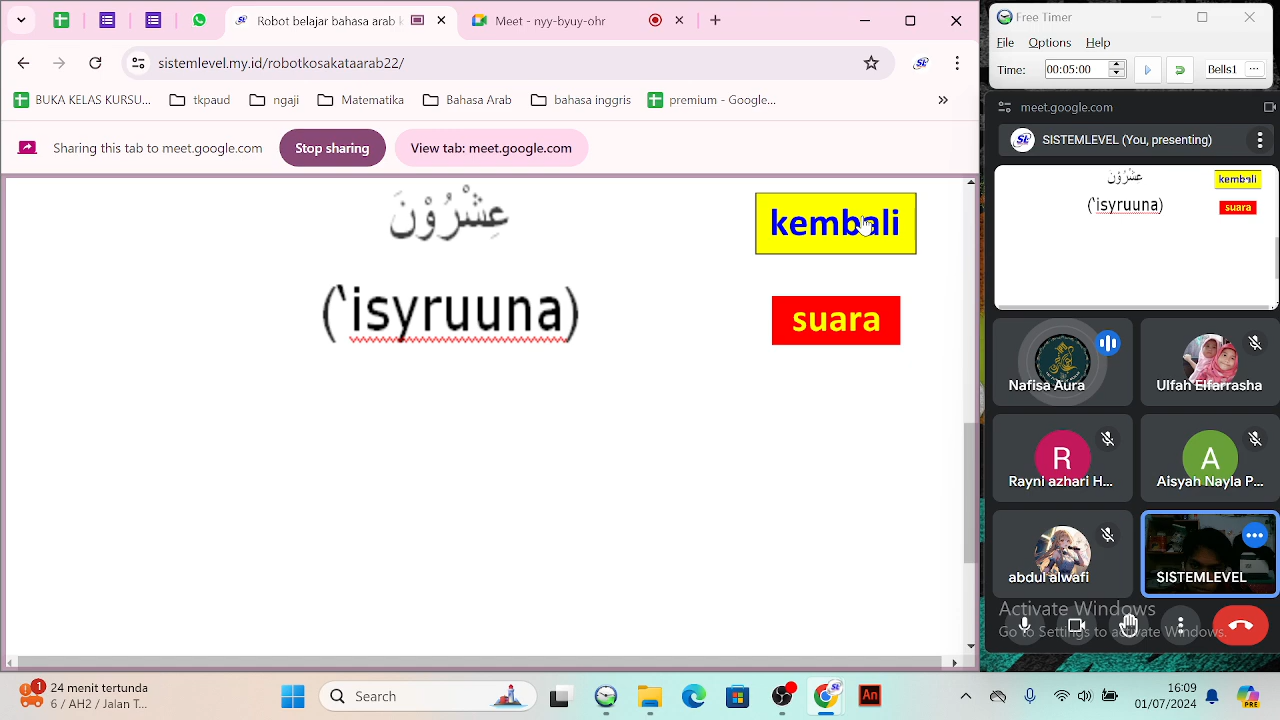 Robotkosakata belajar bahasa arab
Meet - nyy-byuy-ohr
sistemlevel.my.id/robotkosakataarab22/
BUKA KELAS KURSU...
tkpaud
ngaji
Matematika
Bahasa Arab
bahasa inggris
premium - Google...
Sharing this tab to meet.google.com
Stop sharing
View tab: meet.google.com
عِشْرُوْنَ
kembali
(‛isyruuna)
suara
Free Timer
File Options Help
Time: 00:05:00 Bells1 ...
meet.google.com
SISTEMLEVEL (You, presenting)
عِشْرُوْنَ
kembali
(‛isyruuna)
suara
Nafisa Aura
Ulfah Elfarrasha
R
Rayni azhari H...
A
Aisyah Nayla P...
abdul alwafi
SISTEMLEVEL
Activate Windows
Go to Settings to activate Windows.
1
24 menit tertunda
6 / AH2 / Jalan T...
Search
An
16:09
01/07/2024
PRE